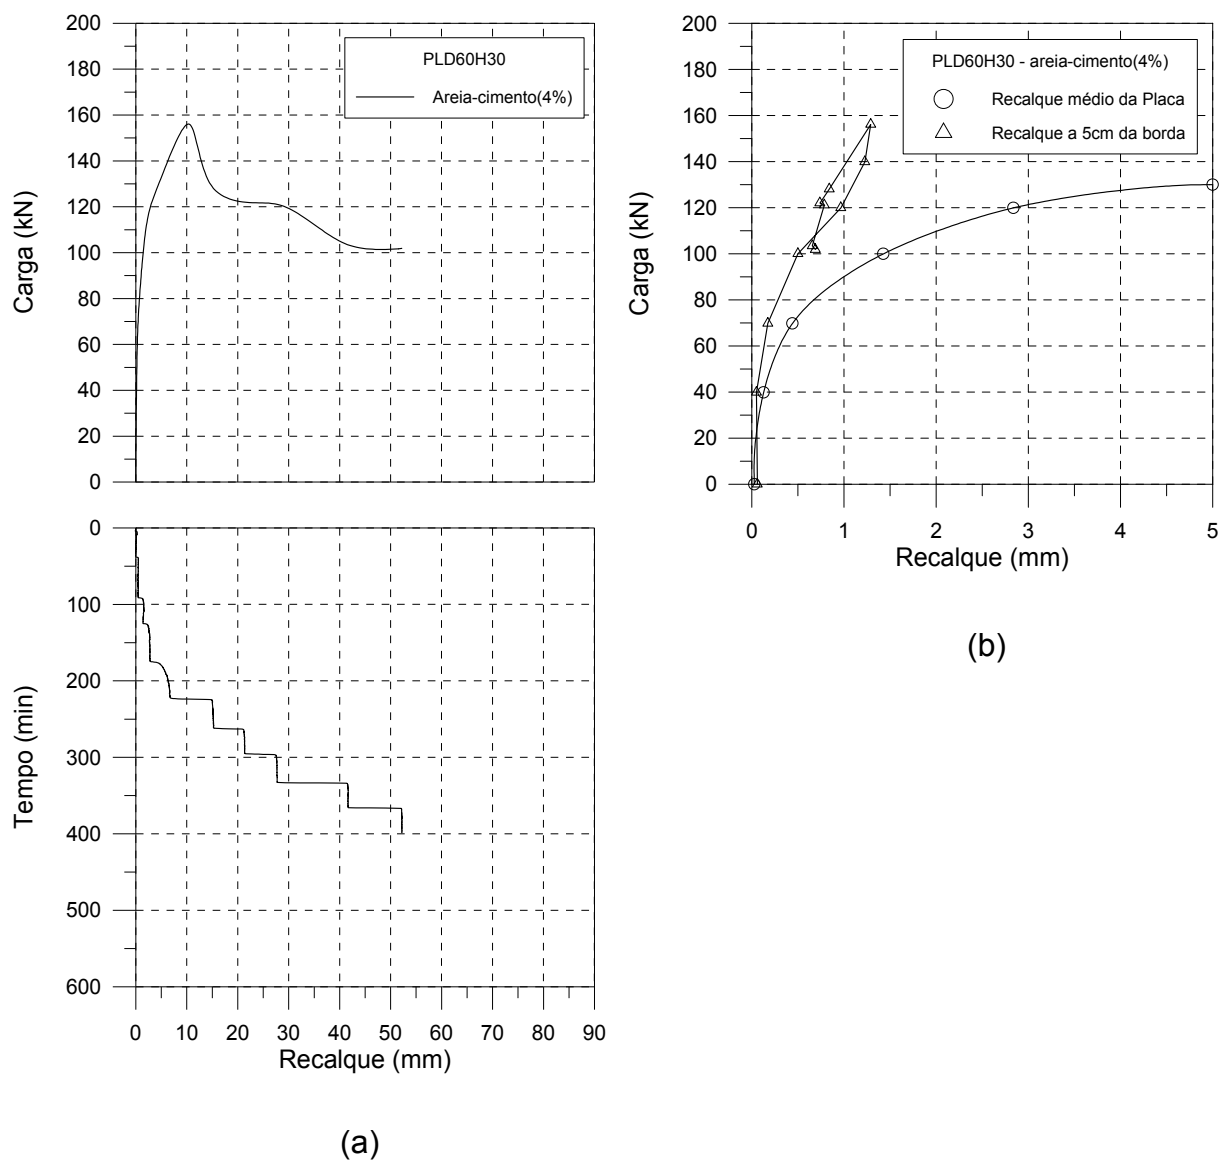 200
180
160
140
120
100
80
60
40
20
0
Carga (kN)
PLD60H30
Areia-cimento(4%)
0
100
200
300
400
500
600
Tempo (min)
0 10 20 30 40 50 60 70 80 90
Recalque (mm)
(a)
200
180
160
140
120
100
80
60
40
20
0
Carga (kN)
PLD60H30 - areia-cimento(4%)
Recalque médio da Placa
Recalque a 5cm da borda
0 1 2 3 4 5
Recalque (mm)
(b)